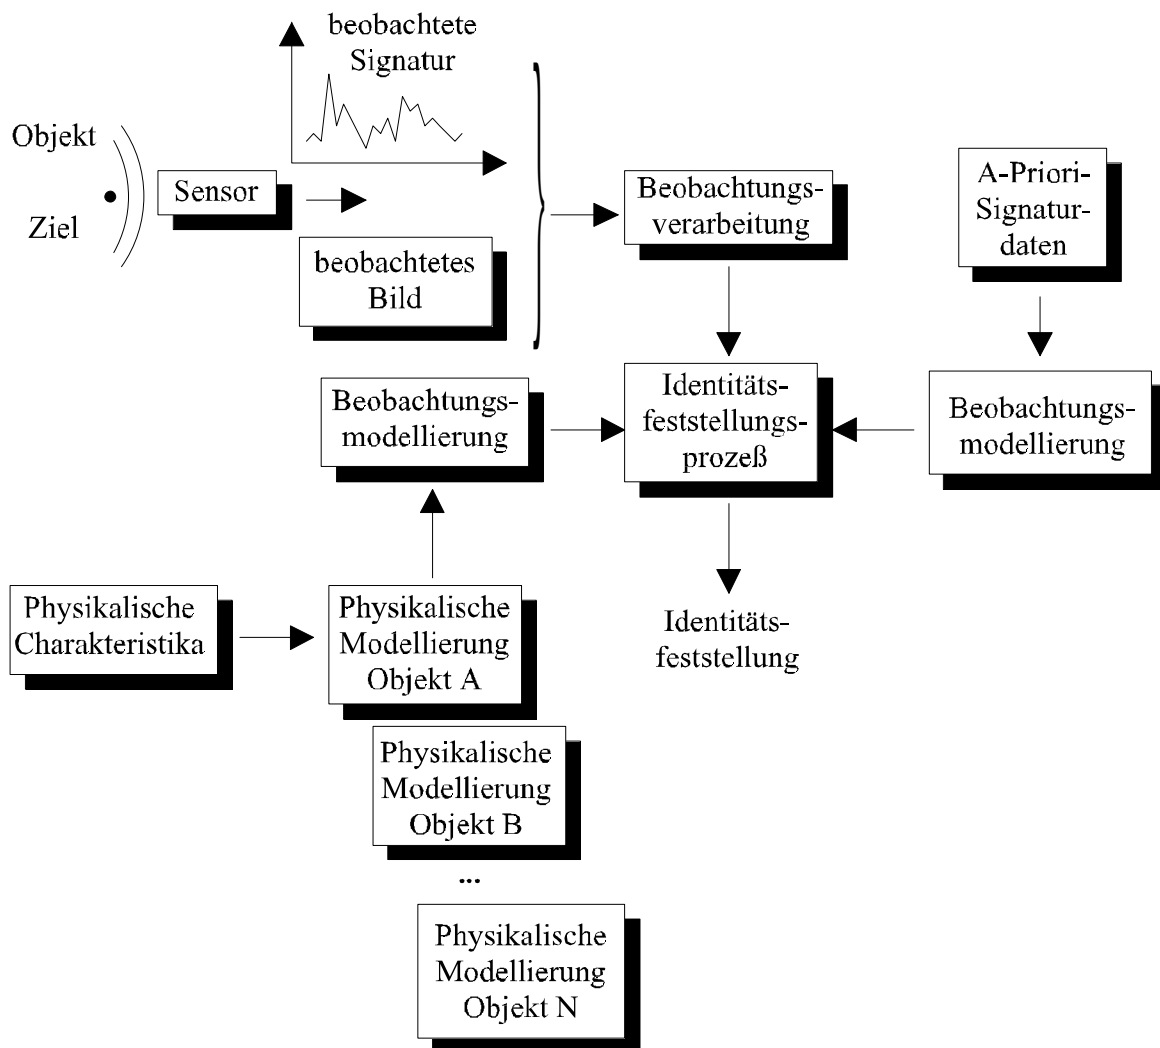 beobachtete
Signatur
Objekt
Ziel
Sensor
beobachtetes
Bild
Beobachtungs-
verarbeitung
A-Priori-
Signatur-
daten
Beobachtungs-
modellierung
Identitäts-
feststellungs-
prozeß
Beobachtungs-
modellierung
Physikalische
Charakteristika
Physikalische
Modellierung
Objekt A
Identitäts-
feststellung
Physikalische
Modellierung
Objekt B
...
Physikalische
Modellierung
Objekt N